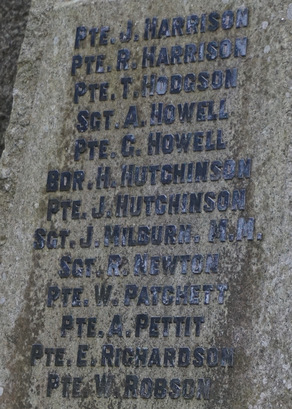 PTE. J. HARRISON
PTE. R. HARRISON
PTE. T. HODGSON
SGT. A. HOWELL
PTE. C. HOWELL
BDR. H. HUTCHINSON
PTE. J. HUTCHINSON
SGT. J. MILBURN. M.M.
SGT. R. NEWTON
PTE. W. PATCHETT
PTE. A. PETTIT
PTE. E. RICHARDSON
PTE. W. ROBSON